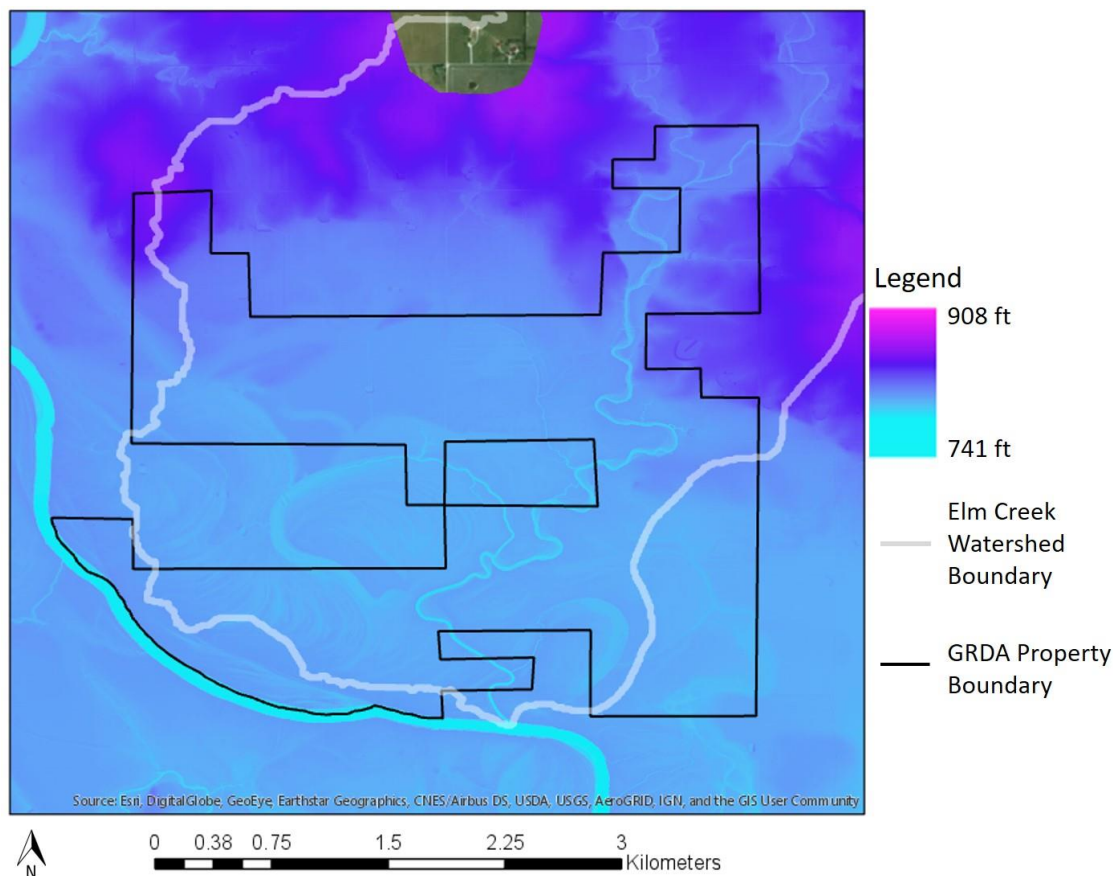 Legend
908 ft
741 ft
Elm Creek
Watershed
Boundary
GRDA Property
Boundary
Source: Esri, DigitalGlobe, GeoEye, Earthstar Geographics, CNES/Airbus DS, USDA, USGS, AeroGRID, IGN, and the GIS User Community
N
0 0.38 0.75 1.5 2.25 3
Kilometers